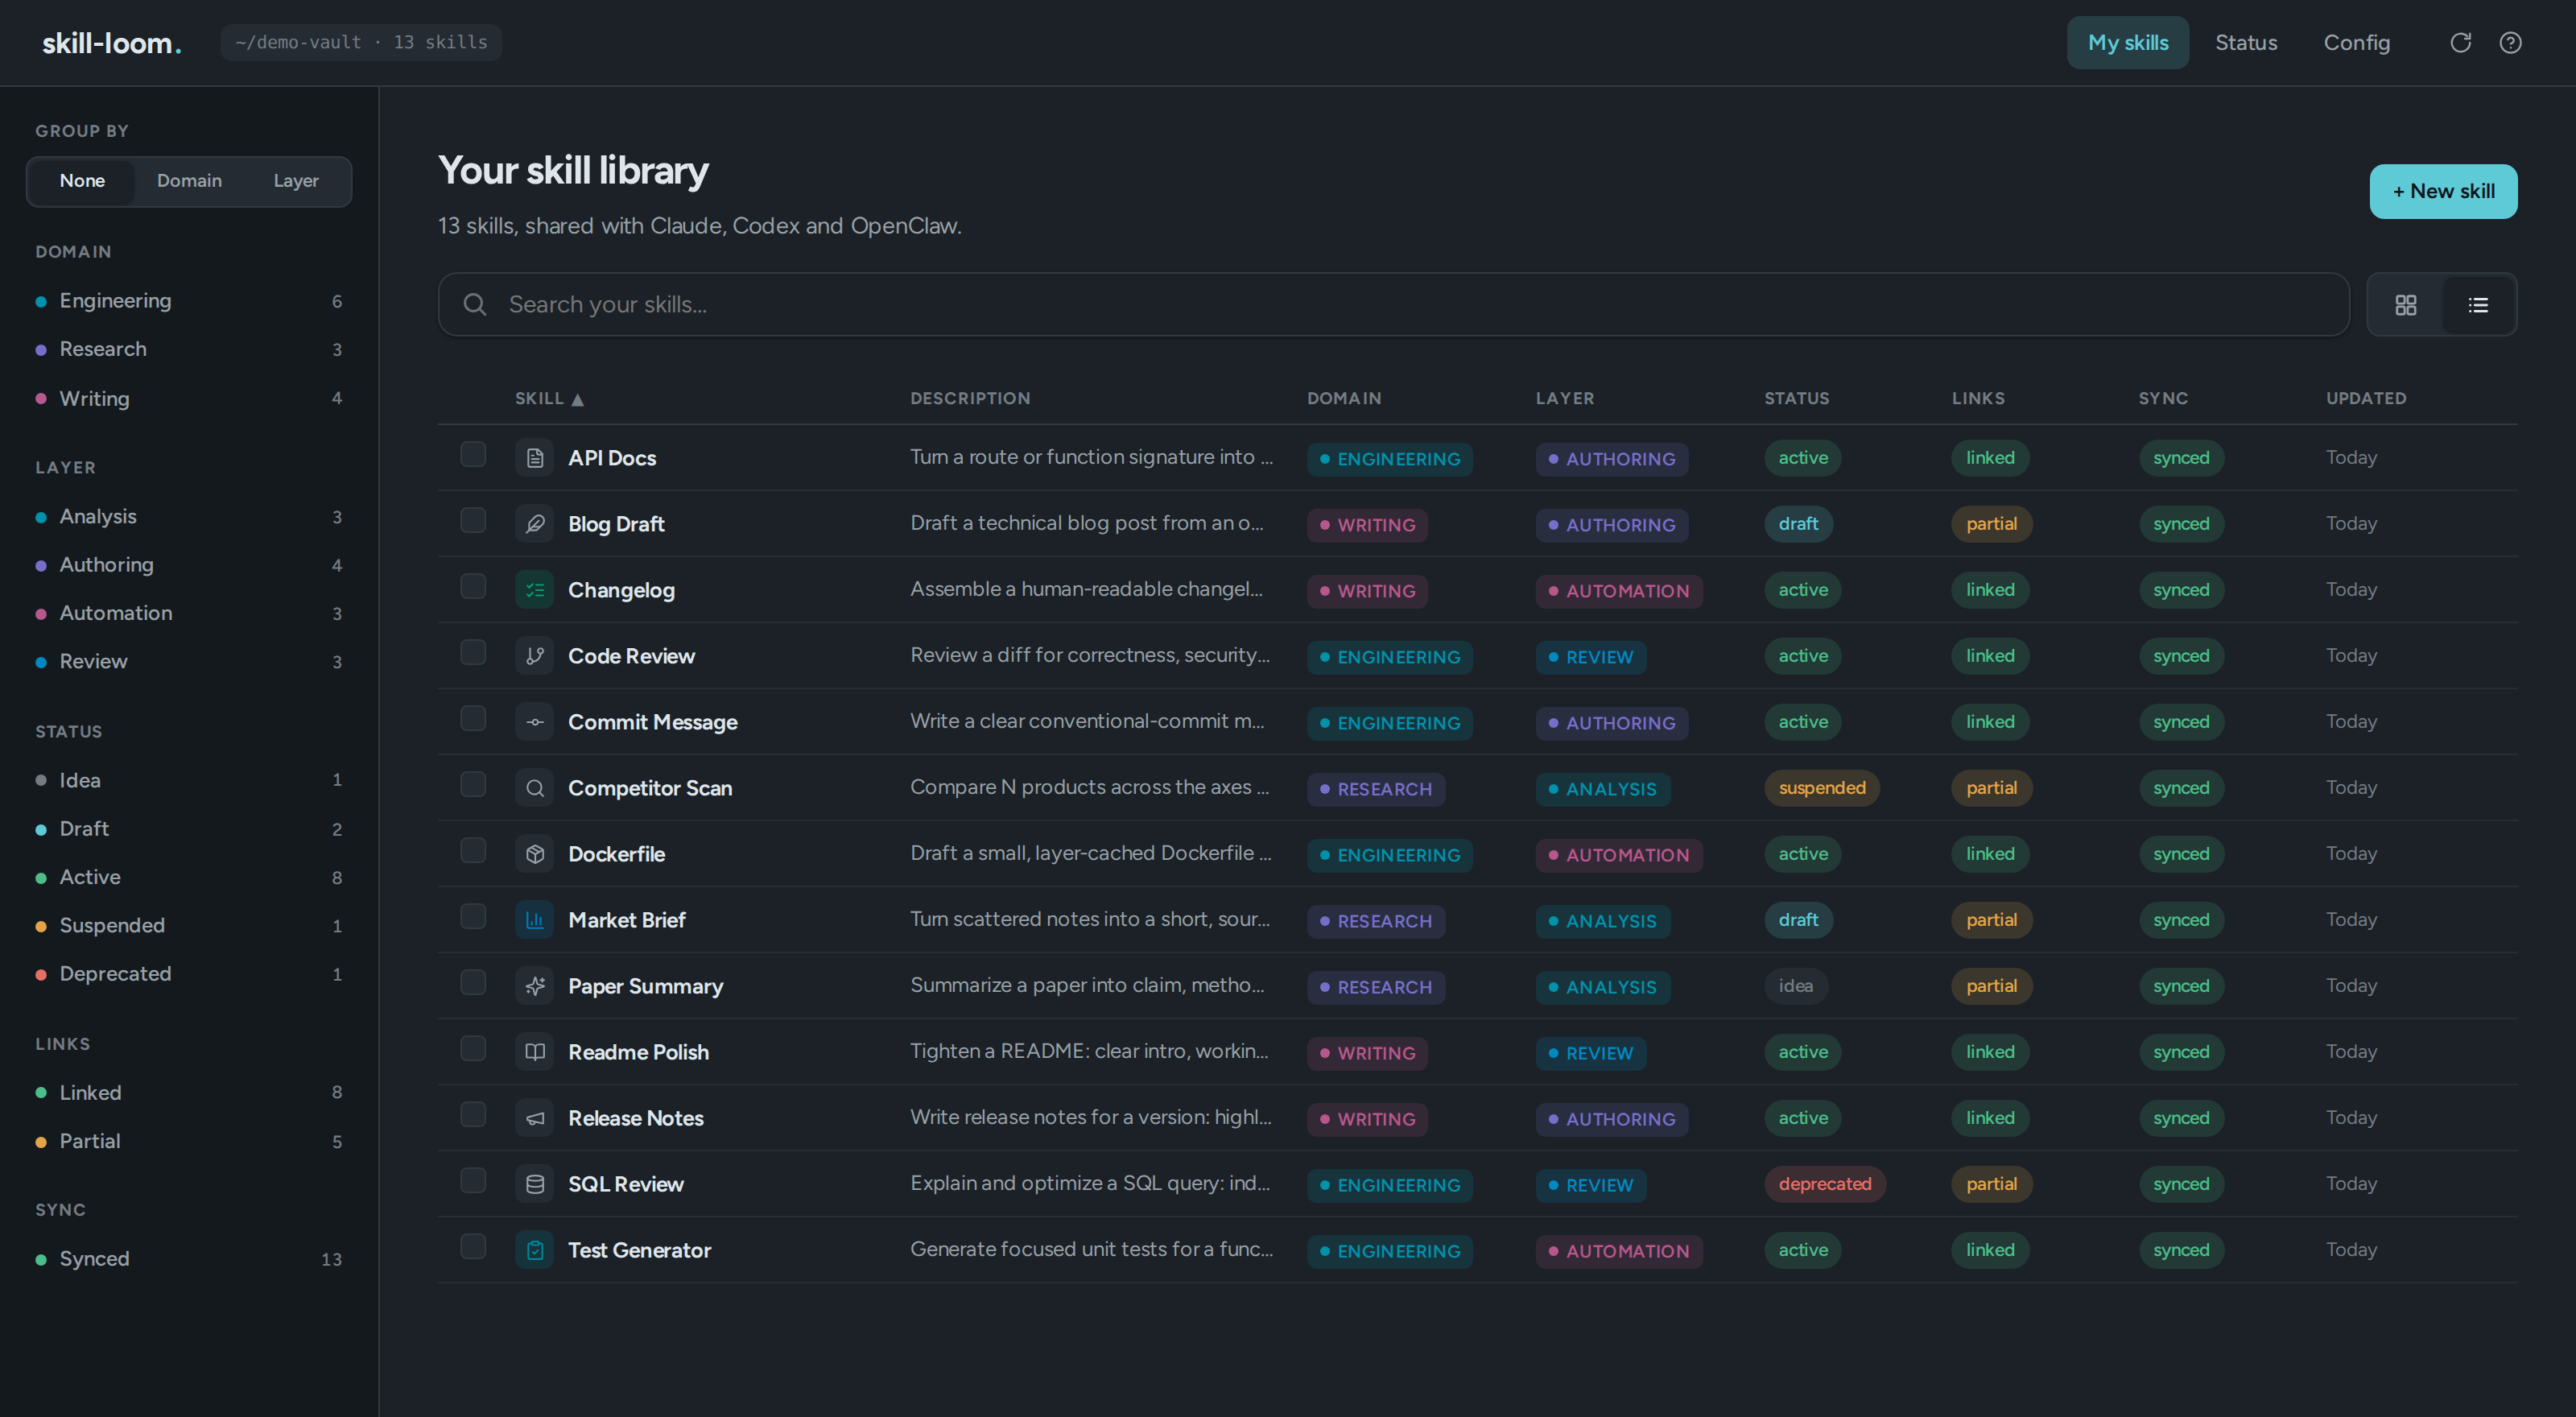 skill-loom.
~/demo-vault · 13 skills
My skills
Status
Config
GROUP BY
None Domain Layer
DOMAIN
Engineering 6
Research 3
Writing 4
LAYER
Analysis 3
Authoring 4
Automation 3
Review 3
STATUS
Idea 1
Draft 2
Active 8
Suspended 1
Deprecated 1
LINKS
Linked 8
Partial 5
SYNC
Synced 13
Your skill library
13 skills, shared with Claude, Codex and OpenClaw.
+ New skill
Search your skills...
SKILL ▲ DESCRIPTION DOMAIN LAYER STATUS LINKS SYNC UPDATED
API Docs Turn a route or function signature into ... ENGINEERING AUTHORING active linked synced Today
Blog Draft Draft a technical blog post from an o... WRITING AUTHORING draft partial synced Today
Changelog Assemble a human-readable changel... WRITING AUTOMATION active linked synced Today
Code Review Review a diff for correctness, security... ENGINEERING REVIEW active linked synced Today
Commit Message Write a clear conventional-commit m... ENGINEERING AUTHORING active linked synced Today
Competitor Scan Compare N products across the axes ... RESEARCH ANALYSIS suspended partial synced Today
Dockerfile Draft a small, layer-cached Dockerfile ... ENGINEERING AUTOMATION active linked synced Today
Market Brief Turn scattered notes into a short, sour... RESEARCH ANALYSIS draft partial synced Today
Paper Summary Summarize a paper into claim, metho... RESEARCH ANALYSIS idea partial synced Today
Readme Polish Tighten a README: clear intro, workin... WRITING REVIEW active linked synced Today
Release Notes Write release notes for a version: highl... WRITING AUTHORING active linked synced Today
SQL Review Explain and optimize a SQL query: ind... ENGINEERING REVIEW deprecated partial synced Today
Test Generator Generate focused unit tests for a func... ENGINEERING AUTOMATION active linked synced Today